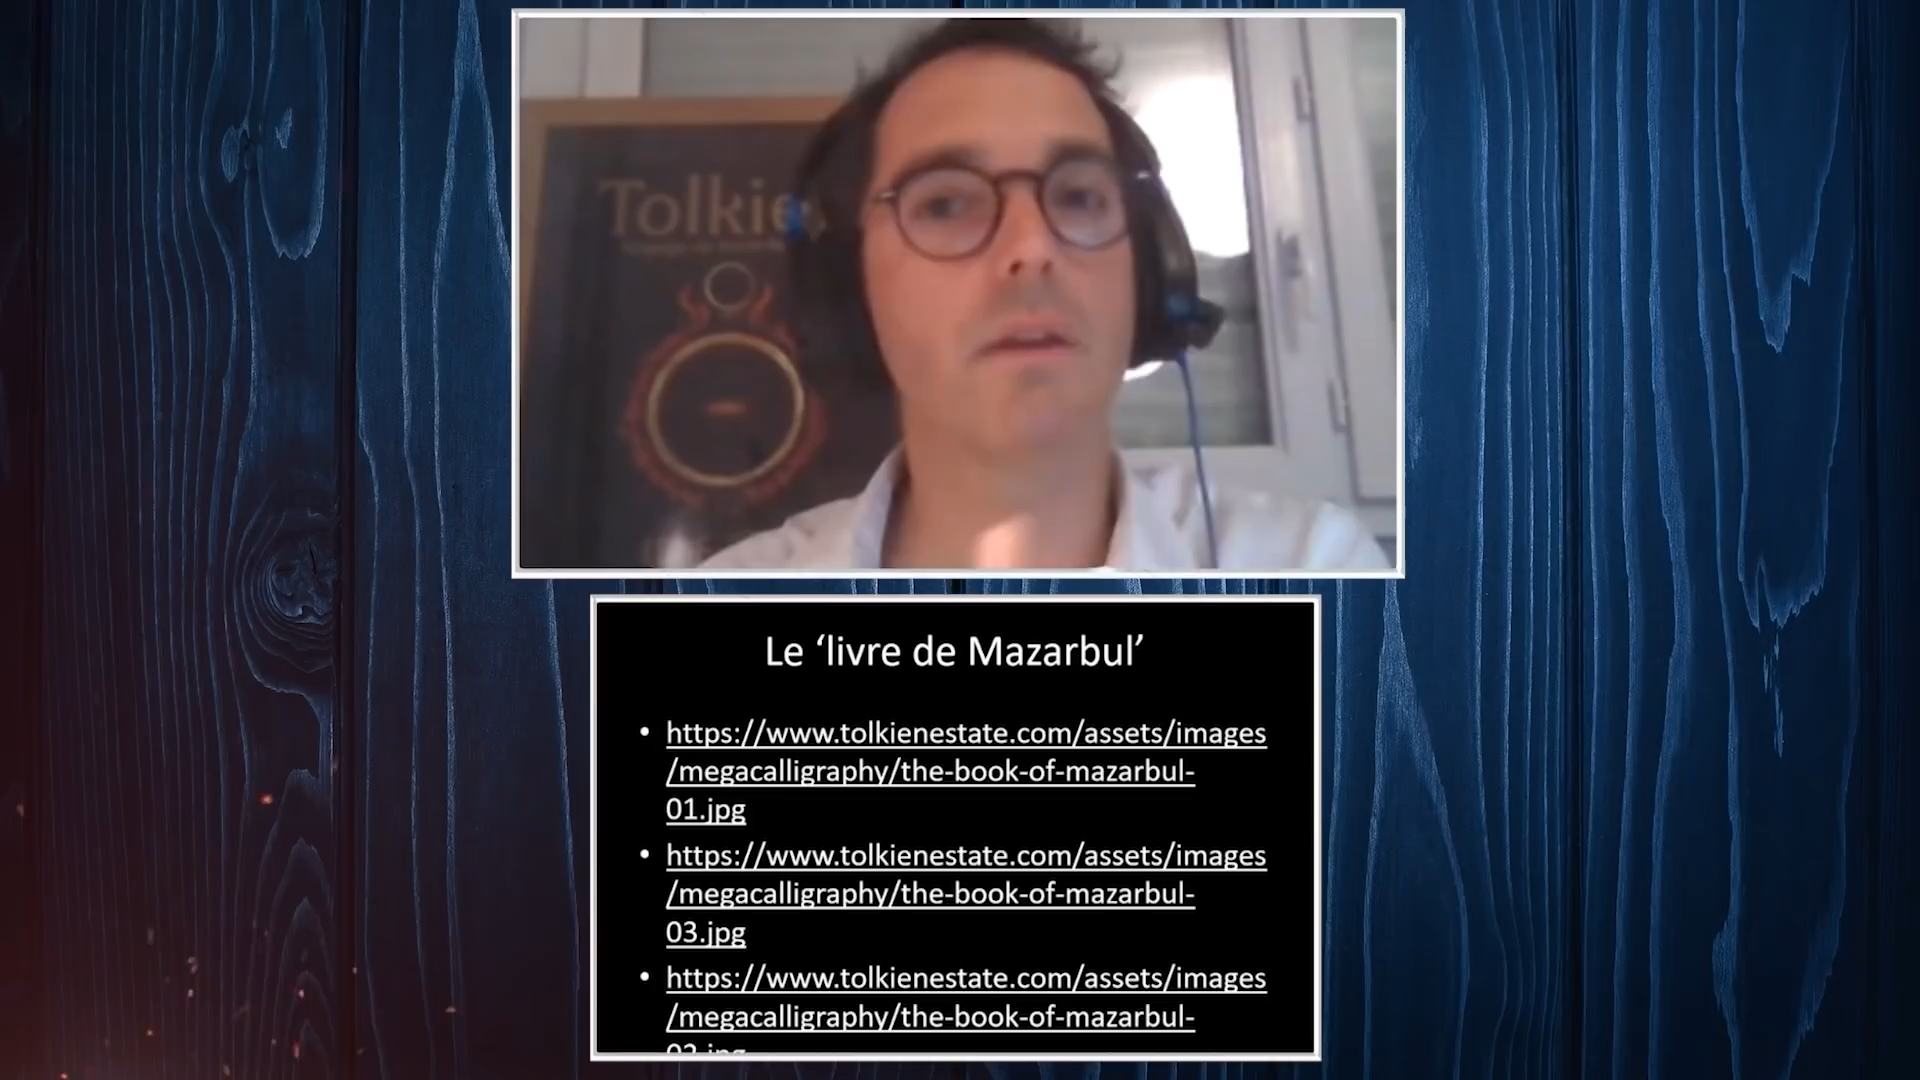 Tolkie
Le ‘livre de Mazarbul’
• https://www.tolkienestate.com/assets/images
/megacalligraphy/the-book-of-mazarbul-
01.jpg
• https://www.tolkienestate.com/assets/images
/megacalligraphy/the-book-of-mazarbul-
03.jpg
• https://www.tolkienestate.com/assets/images
/megacalligraphy/the-book-of-mazarbul-
02.jpg